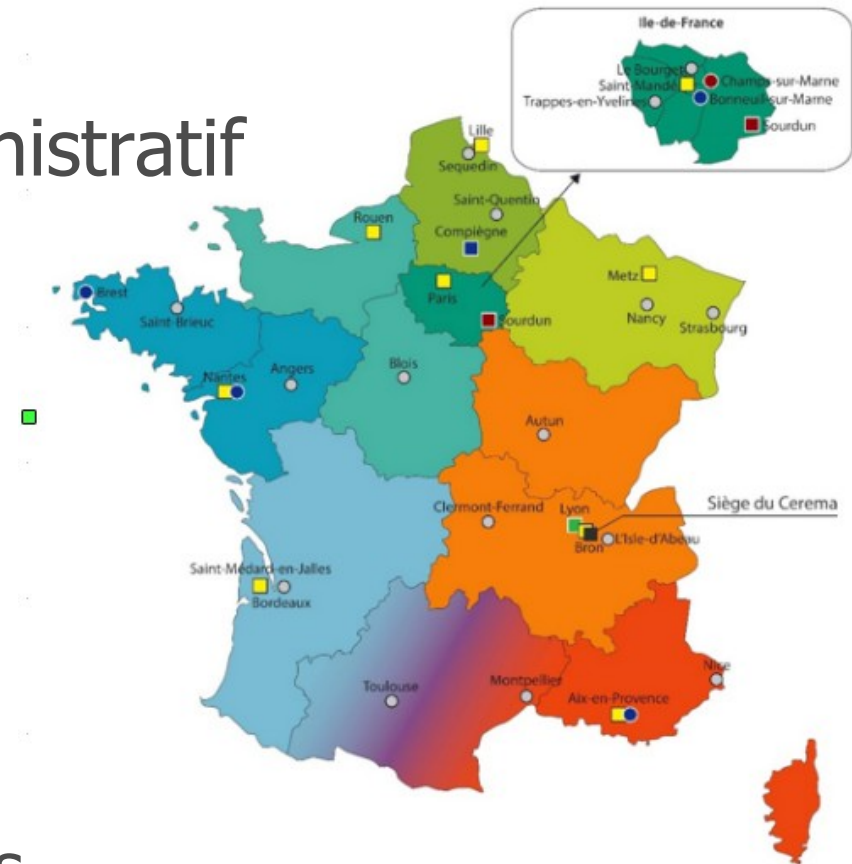 Ile-de-France
Le Bourget
Saint-Mandé
Champs-sur-Marne
Trappes-en-Yvelines
Bonneuil-sur-Marne
Sourdun
nistratif
Lille
Sequedin
Saint-Quentin
Rouen
Compiègne
Metz
Brest
Paris
Nancy
Saint-Brieuc
Sourdun
Strasbourg
Nantes
Angers
Blois
Autun
Clermont-Ferrand
Lyon
Siège du Cerema
Bron
L'Isle-d'Abeau
Saint-Médard-en-Jalles
Bordeaux
Toulouse
Montpellier
Nice
Aix-en-Provence